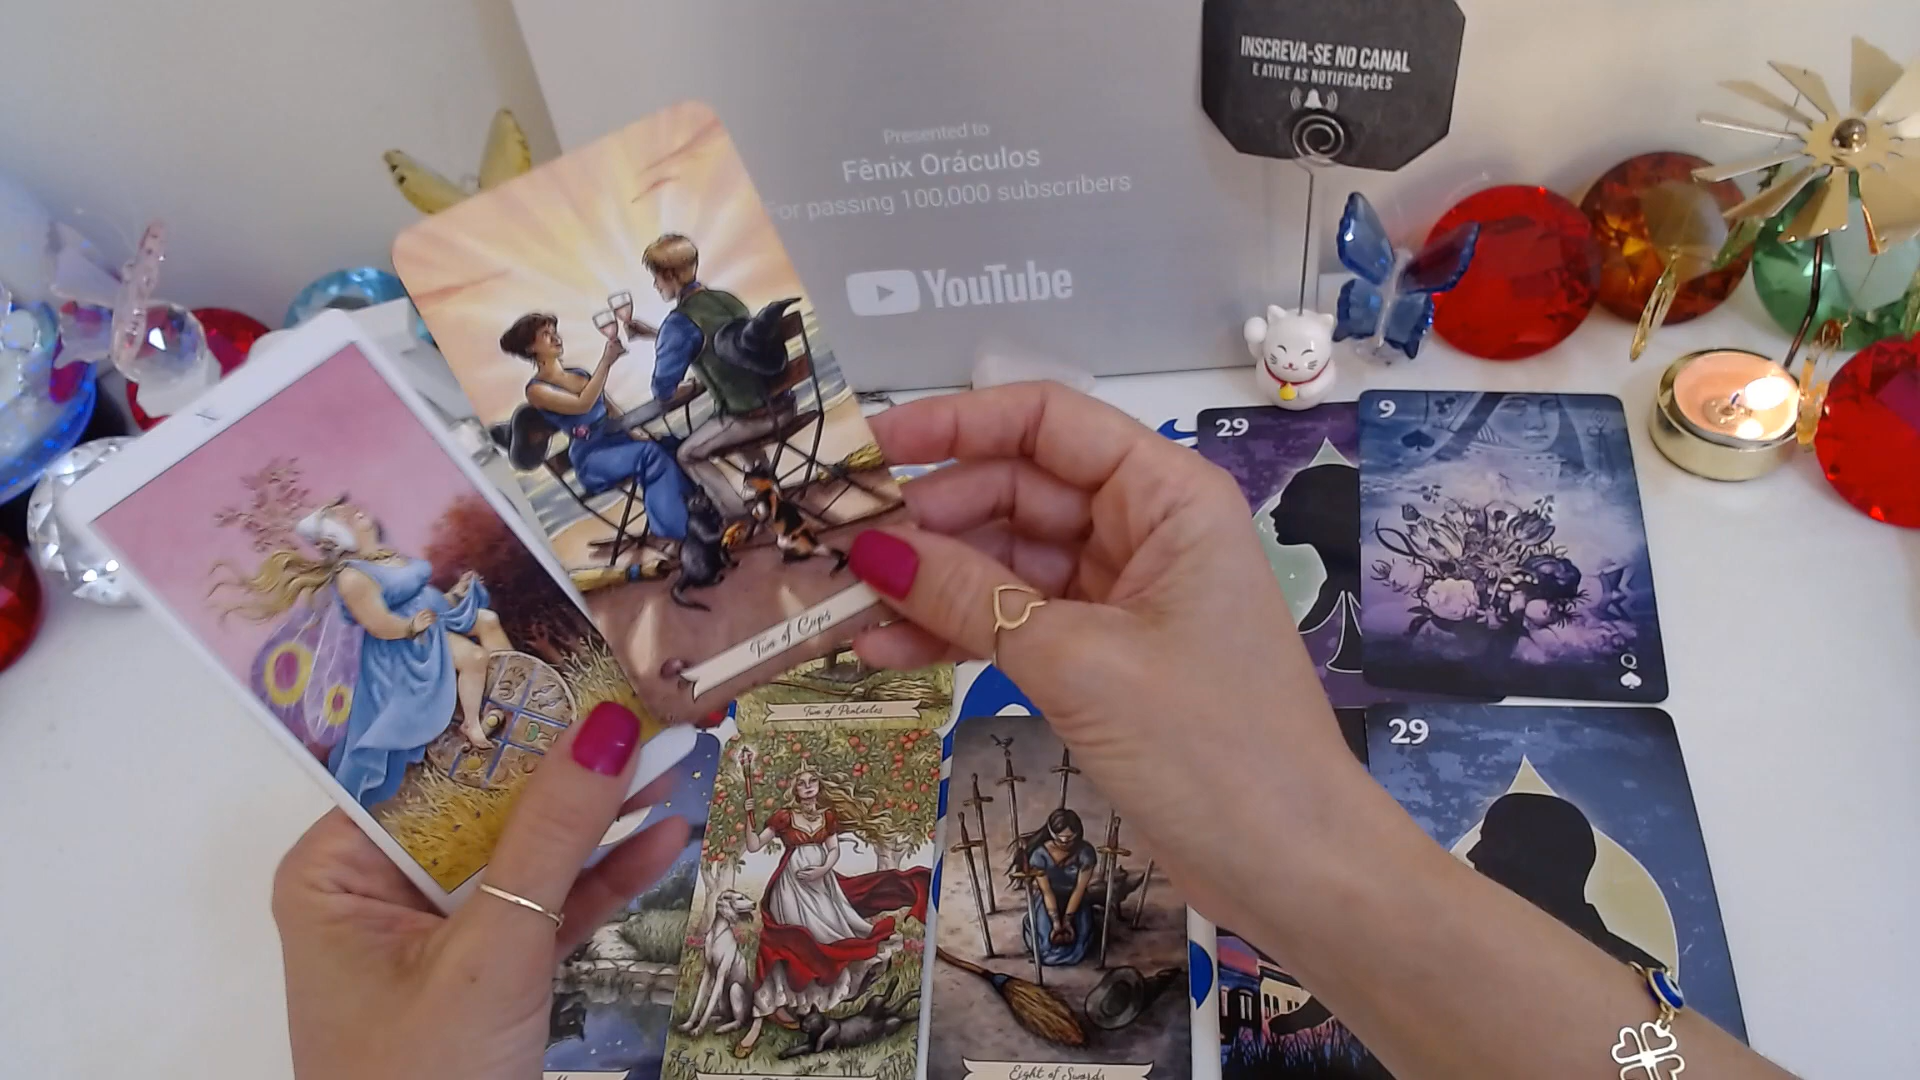 INSCREVA-SE NO CANAL
E ATIVE AS NOTIFICAÇÕES
Presented to
Fênix Oráculos
For passing 100,000 subscribers
YouTube
X
Two of Cups
29
9
Q
Two of Pentacles
29
Eight of Swords